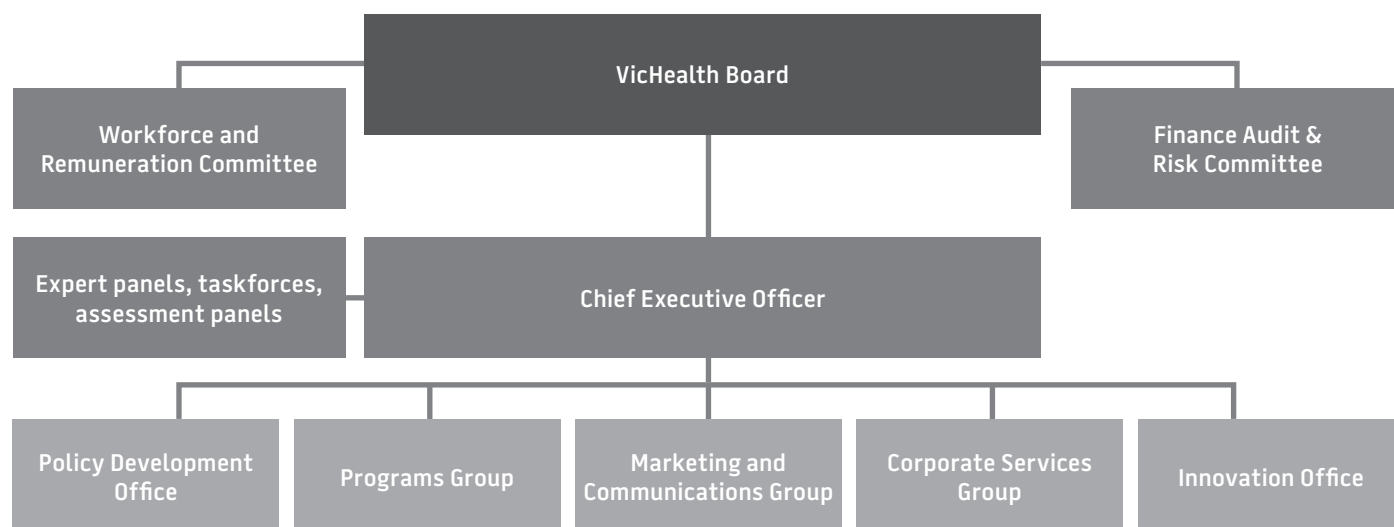 VicHealth Board
Workforce and
Remuneration Committee
Finance Audit &
Risk Committee
Expert panels, taskforces,
assessment panels
Chief Executive Officer
Policy Development
Office
Programs Group
Marketing and
Communications Group
Corporate Services
Group
Innovation Office